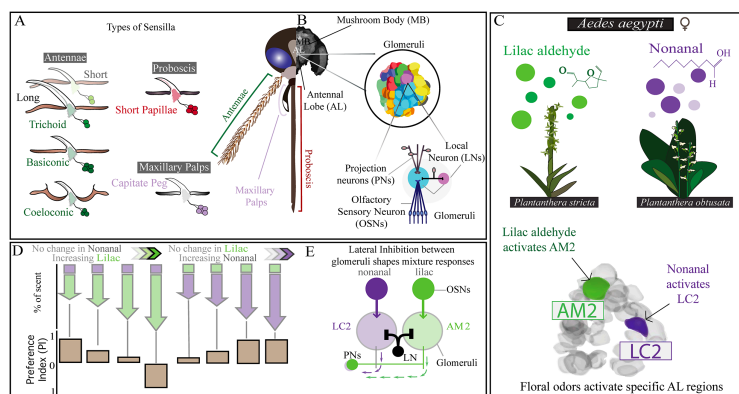 A
Types of Sensilla
Antennae
Short
Long
Trichoid
Basiconic
Coeloconic
Proboscis
Short Papillae
Maxillary Palps
Capitate Peg
Antennae
Maxillary
Palps
Proboscis
B
MB
Mushroom Body (MB)
Glomeruli
Antennal
Lobe (AL)
Local
Neuron (LNs)
Projection
neurons (PNs)
Olfactory
Sensory Neuron
(OSNs)
Glomeruli
C
Aedes aegypti ♀
Lilac aldehyde
Nonanal
O
O
OH
H
Plantanthera stricta
Plantanthera obtusata
Lilac aldehyde
activates AM2
Nonanal
activates
LC2
AM2
LC2
Floral odors activate specific AL regions
D
No change in Nonanal
Increasing Lilac
No change in Lilac
Increasing Nonanal
% of scent
Preference
Index (PI)
1
0
1
E
Lateral Inhibition between
glomeruli shapes mixture responses
nonanal
lilac
OSNs
LC2
AM2
PNs
LN
Glomeruli